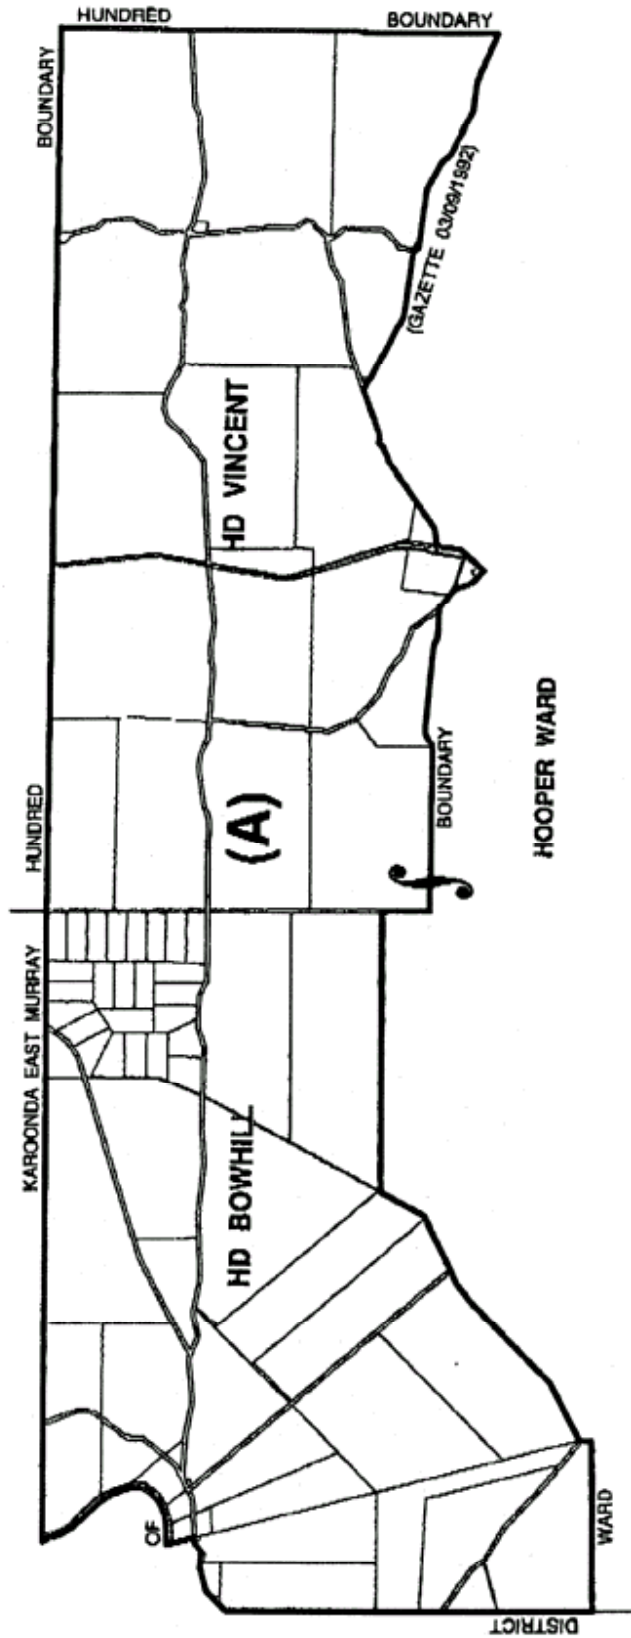 HUNDRED
BOUNDARY
BOUNDARY
(GAZETTE 03/09/1992)
HD VINCENT
HUNDRED
(A)
BOUNDARY
HOOPER WARD
KAROONDA EAST MURRAY
HD BOWHILL
OF
WARD
DISTRICT